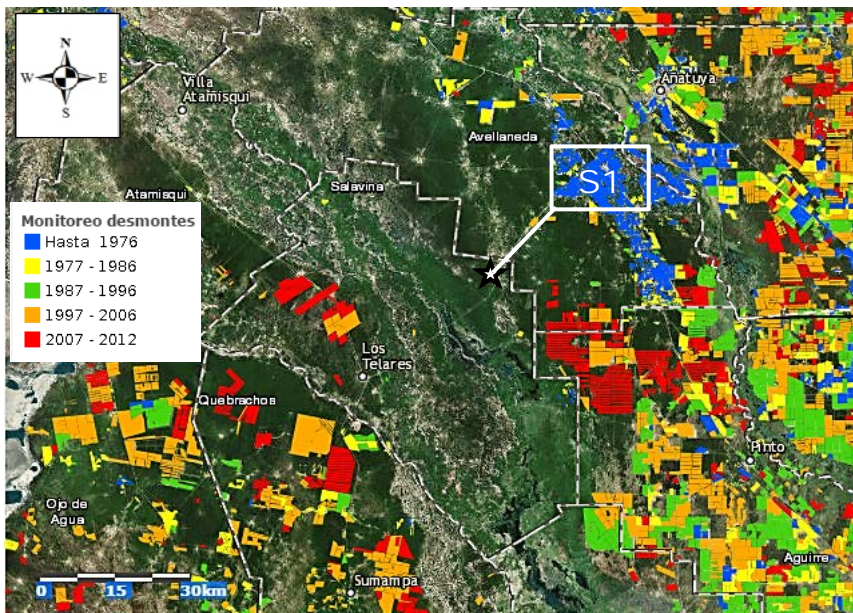 N
W E
S
Villa
Atamisqui
Añatuya
Avellaneda
Salavina
Atamisqui
S1
Monitoreo desmontes
Hasta 1976
1977 - 1986
1987 - 1996
1997 - 2006
2007 - 2012
Los
Telares
Quebrachos
Pinto
Ojo de
Agua
Aguirre
Sumampa
0 15 30km